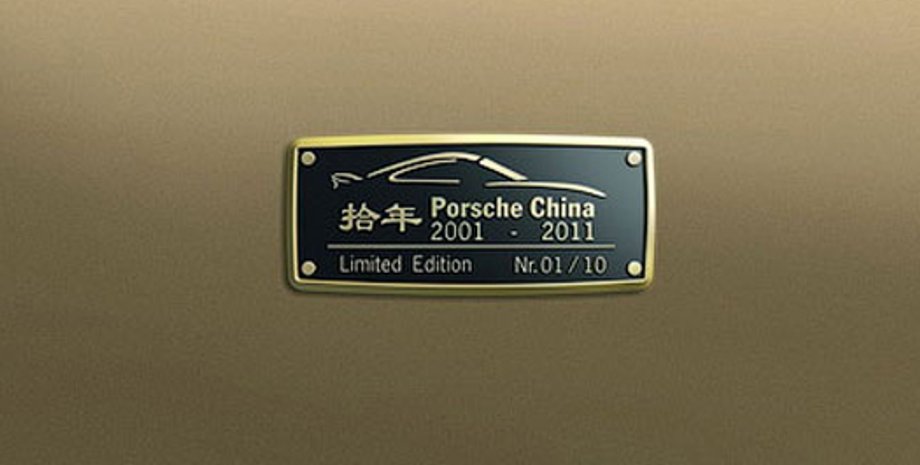 拾年 Porsche China
2001 - 2011
Limited Edition Nr.01/10